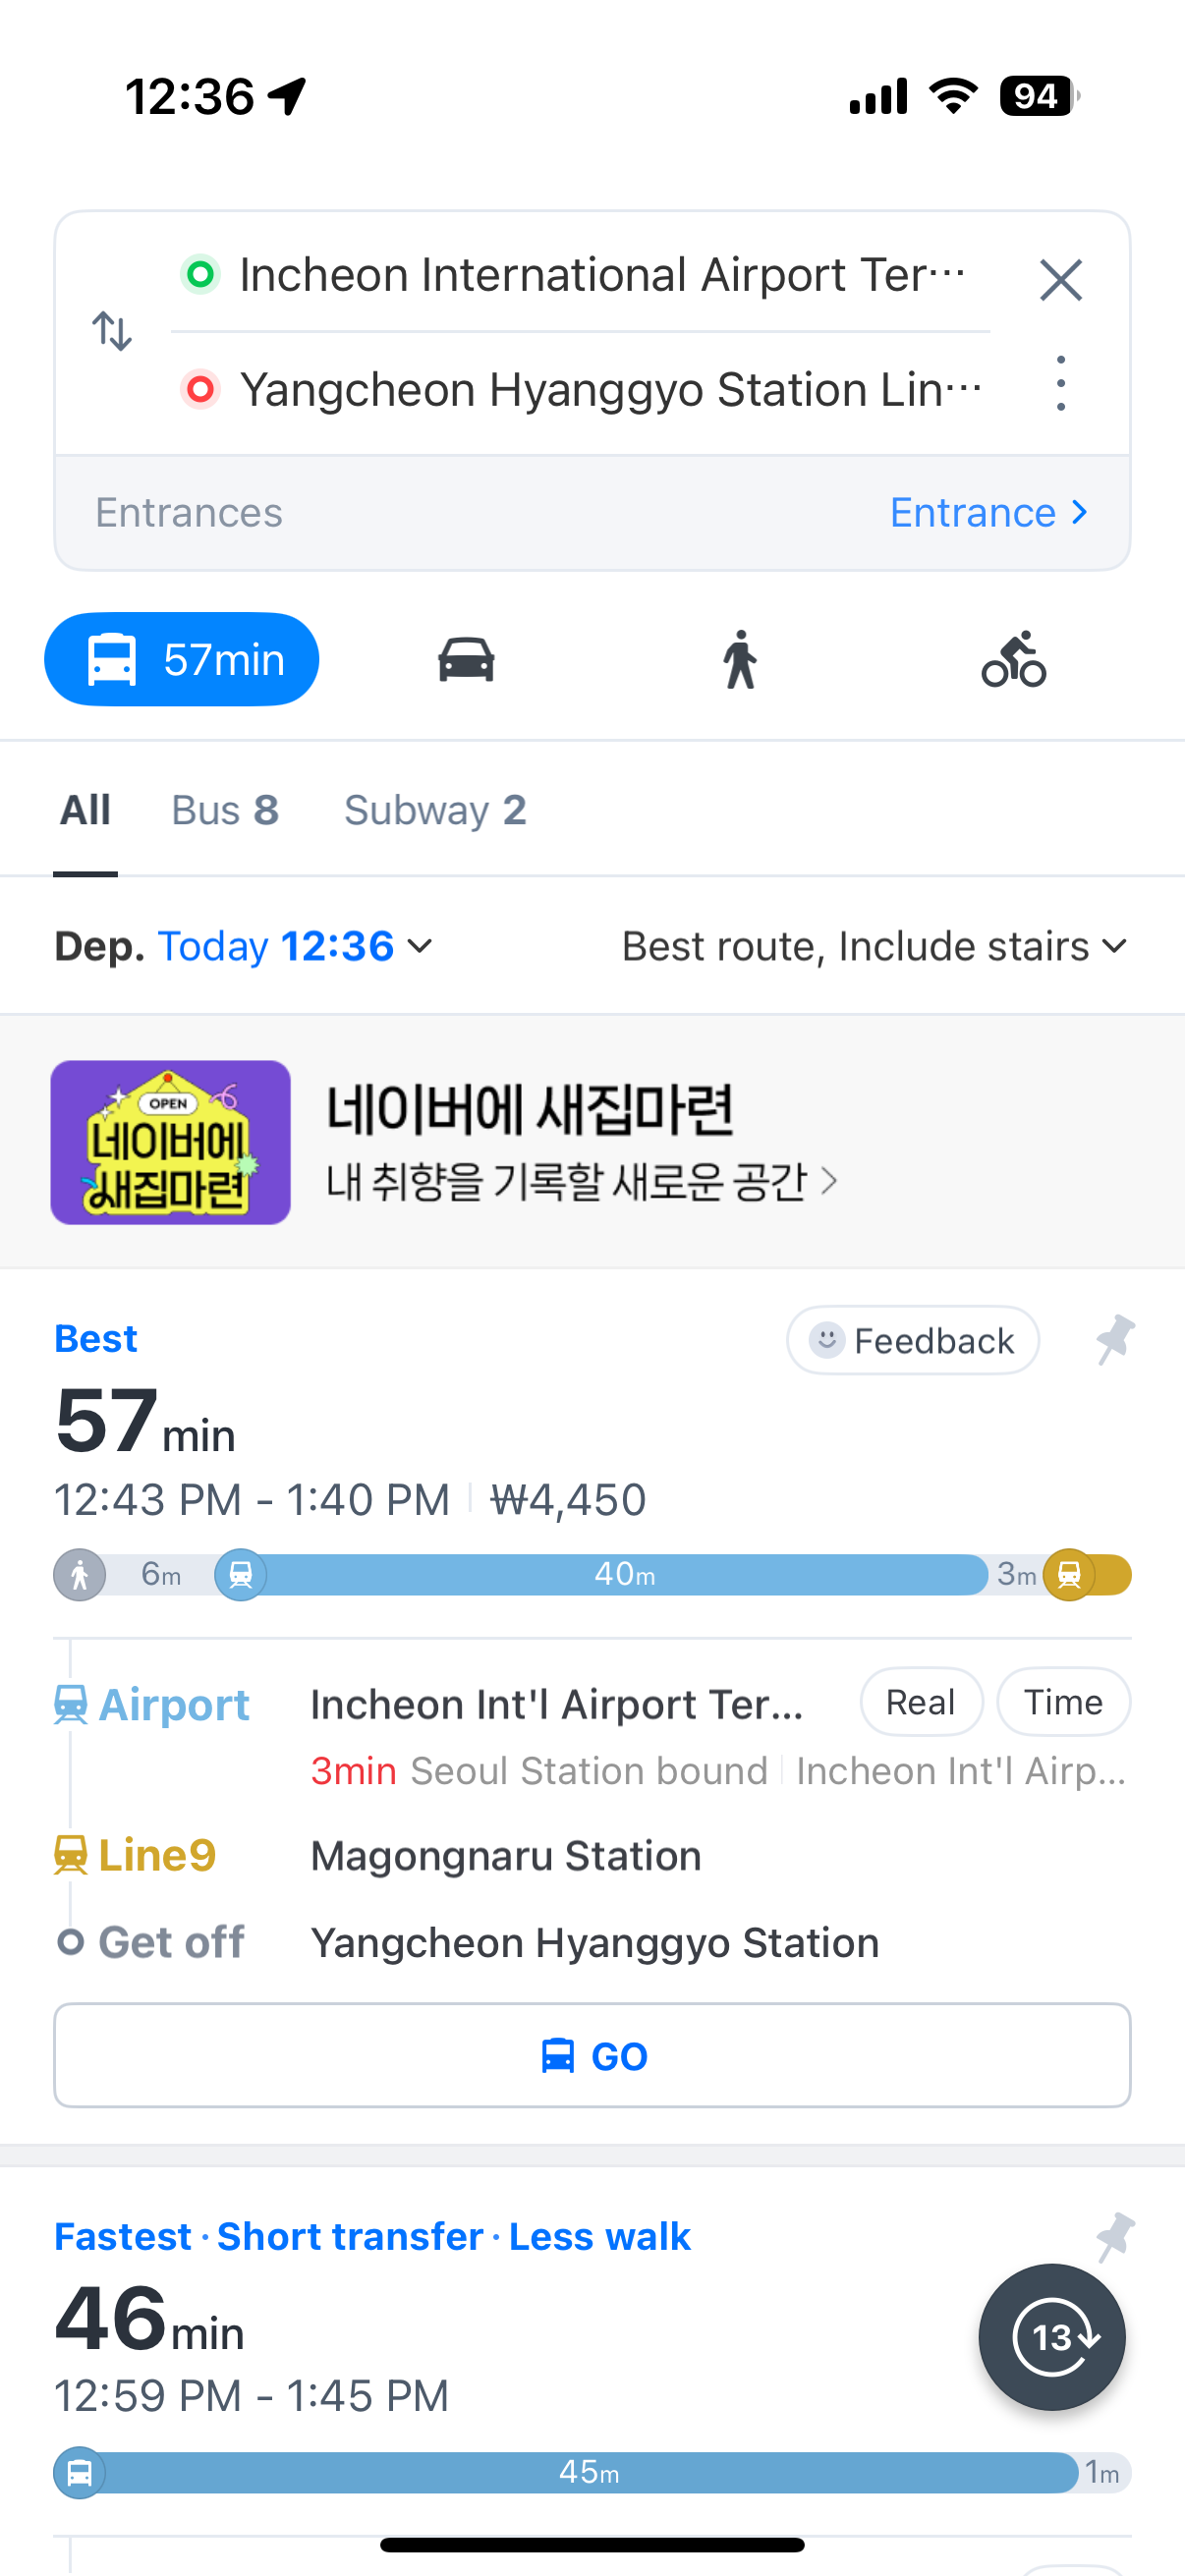 12:36
94
Incheon International Airport Ter···
Yangcheon Hyanggyo Station Lin···
Entrances
Entrance
57min
All Bus 8 Subway 2
Dep. Today 12:36
Best route, Include stairs
OPEN
네이버에
새집마련
네이버에 새집마련
내 취향을 기록할 새로운 공간
Best
Feedback
57 min
12:43 PM - 1:40 PM ₩4,450
6m 40m 3m
Airport Incheon Int'l Airport Ter... Real Time
3min Seoul Station bound Incheon Int'l Airp...
Line9 Magongnaru Station
Get off Yangcheon Hyanggyo Station
GO
Fastest · Short transfer · Less walk
46 min
13
12:59 PM - 1:45 PM
45m 1m